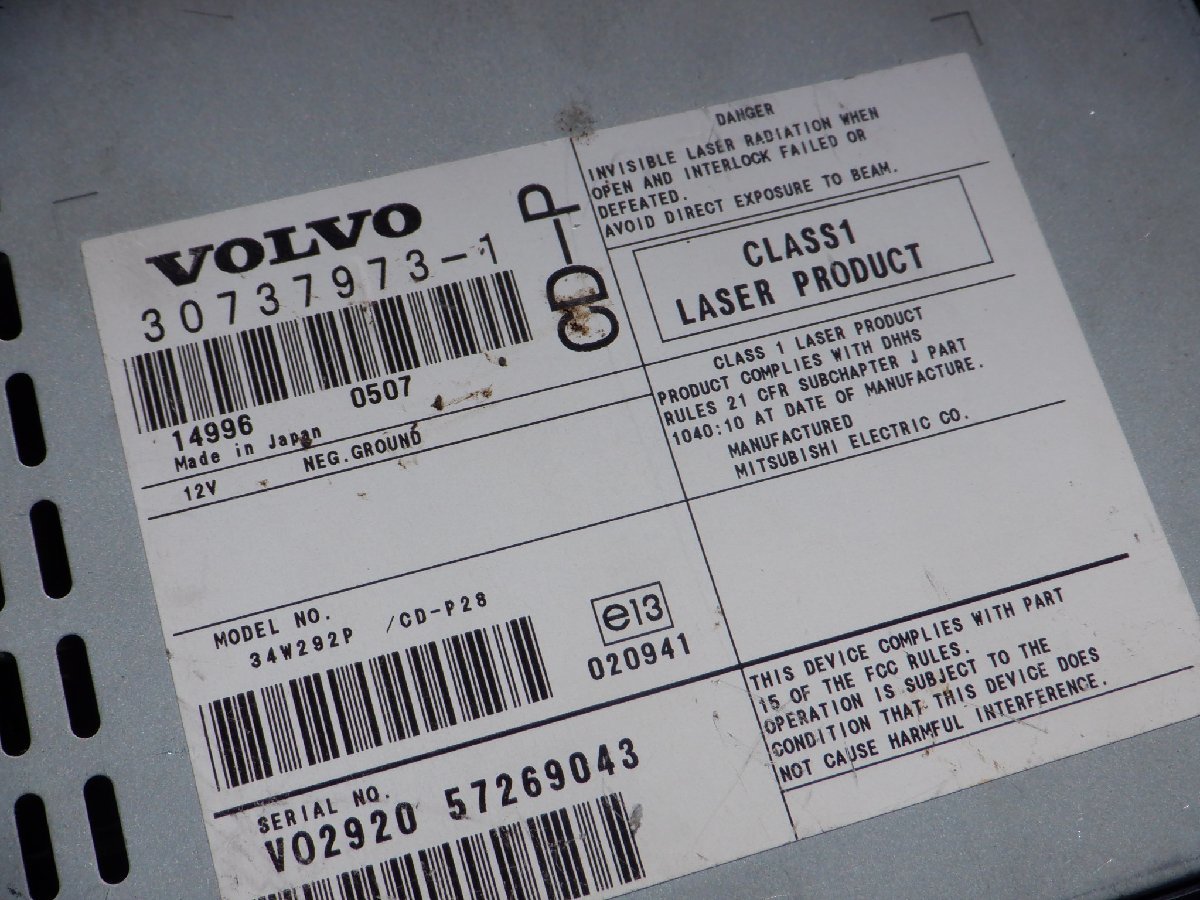 VOLVO
30737973-1
CD-P
14996 0507
Made in Japan
12V NEG.GROUND
MODEL NO.
34W292P /CD-P28
e13
020941
SERIAL NO.
VO2920 57269043
DANGER
INVISIBLE LASER RADIATION WHEN
OPEN AND INTERLOCK FAILED OR
DEFEATED.
AVOID DIRECT EXPOSURE TO BEAM.
CLASS1
LASER PRODUCT
CLASS 1 LASER PRODUCT
PRODUCT COMPLIES WITH DHHS
RULES 21 CFR SUBCHAPTER J PART
1040:10 AT DATE OF MANUFACTURE.
MANUFACTURED
MITSUBISHI ELECTRIC CO.
THIS DEVICE COMPLIES WITH PART
15 OF THE FCC RULES.
OPERATION IS SUBJECT TO THE
CONDITION THAT THIS DEVICE DOES
NOT CAUSE HARMFUL INTERFERENCE.